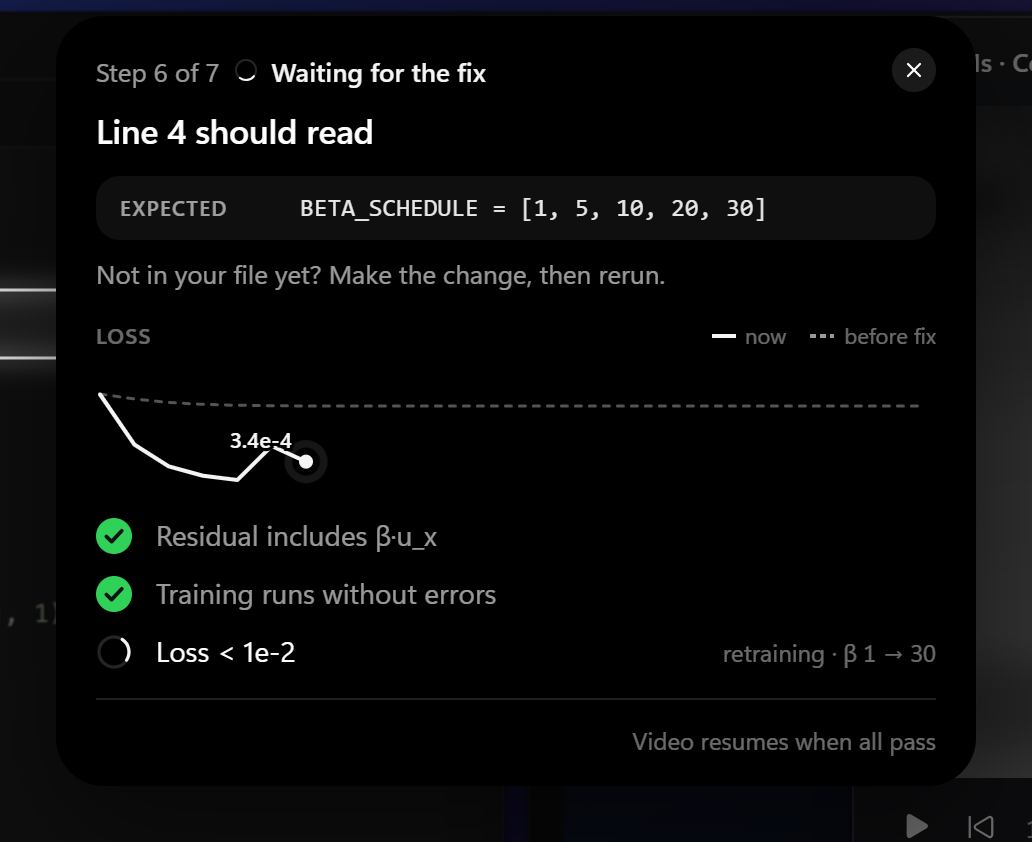 Step 6 of 7 Waiting for the fix
ls · C
Line 4 should read
EXPECTED BETA_SCHEDULE = [1, 5, 10, 20, 30]
Not in your file yet? Make the change, then rerun.
LOSS now before fix
3.4e-4
Residual includes β·u_x
Training runs without errors
, 1]
Loss < 1e-2 retraining · β 1 → 30
Video resumes when all pass